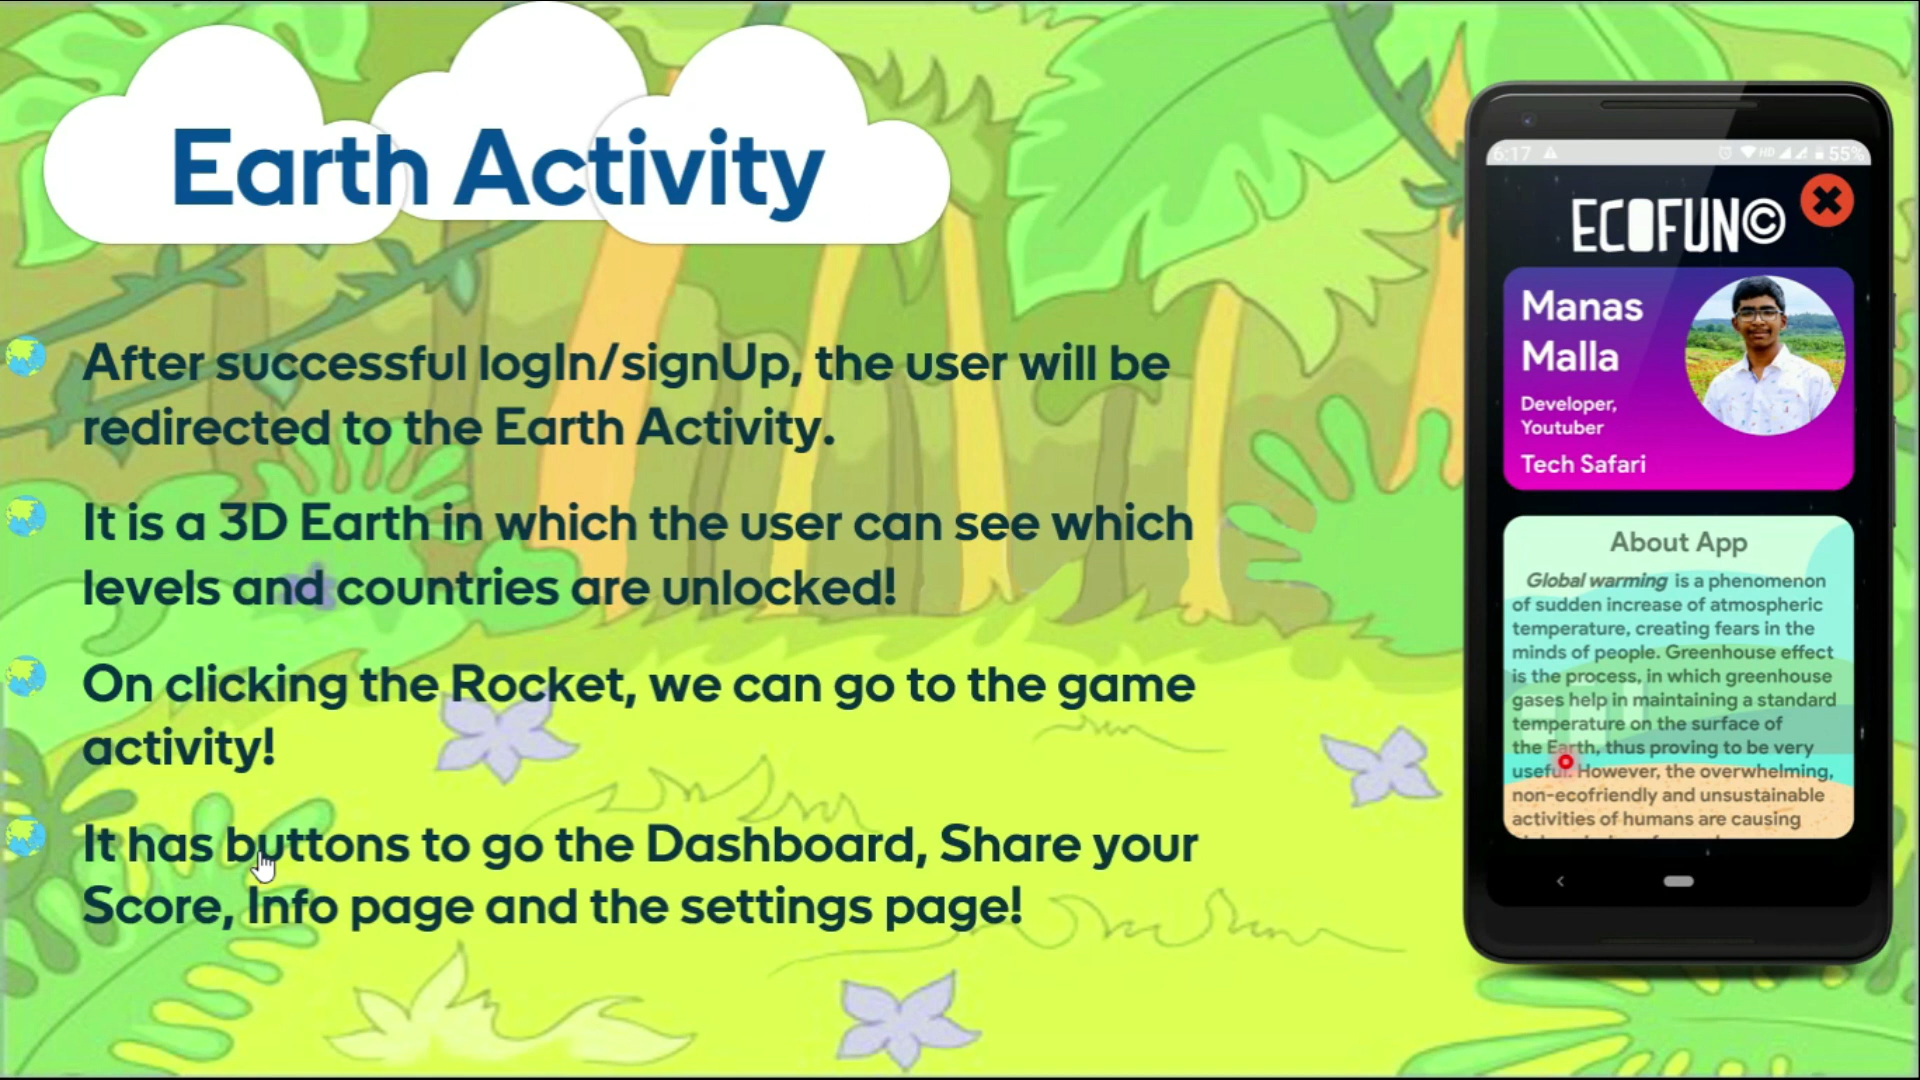 Earth Activity
After successful logIn/signUp, the user will be
redirected to the Earth Activity.
It is a 3D Earth in which the user can see which
levels and countries are unlocked!
On clicking the Rocket, we can go to the game
activity!
It has buttons to go the Dashboard, Share your
Score, Info page and the settings page!
6:17 HD 55%
ECOFUN©
Manas
Malla
Developer,
Youtuber
Tech Safari
About App
Global warming is a phenomenon
of sudden increase of atmospheric
temperature, creating fears in the
minds of people. Greenhouse effect
is the process, in which greenhouse
gases help in maintaining a standard
temperature on the surface of
the Earth, thus proving to be very
useful. However, the overwhelming,
non-ecofriendly and unsustainable
activities of humans are causing